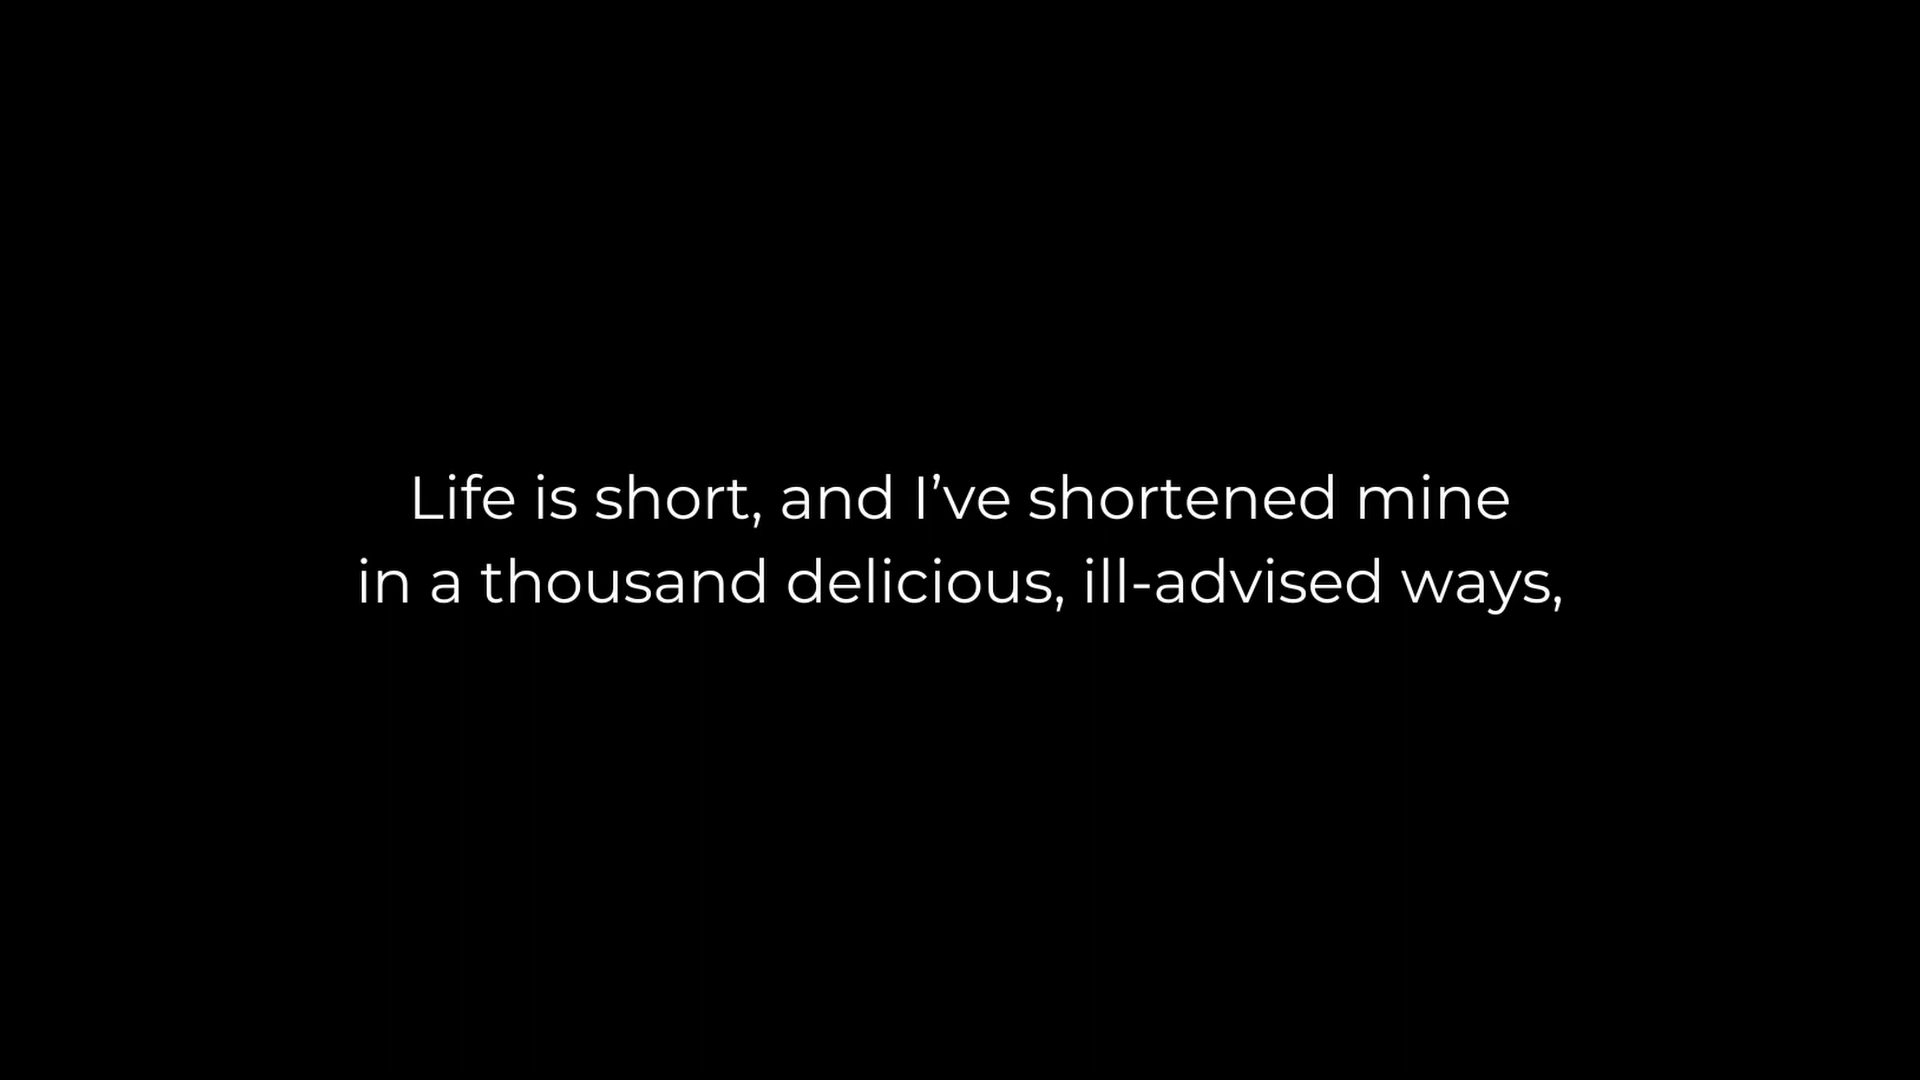 Life is short, and I’ve shortened mine
in a thousand delicious, ill-advised ways,